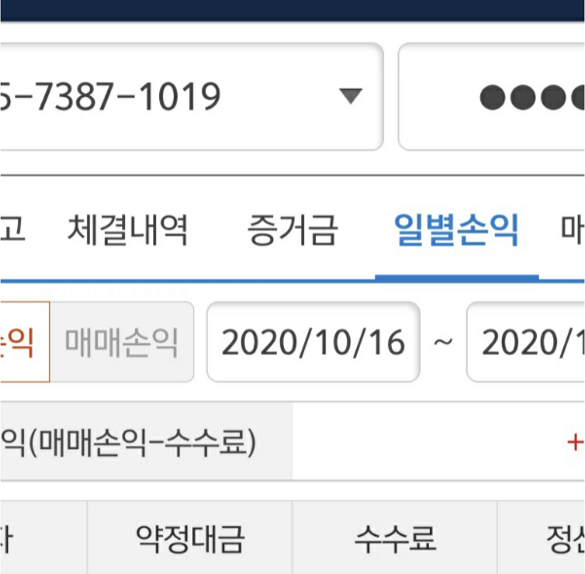 5-7387-1019 ▼ ●●●●
고 체결내역 증거금 일별손익 매
손익 매매손익 2020/10/16 ~ 2020/1
익(매매손익-수수료) +
자 약정대금 수수료 정산